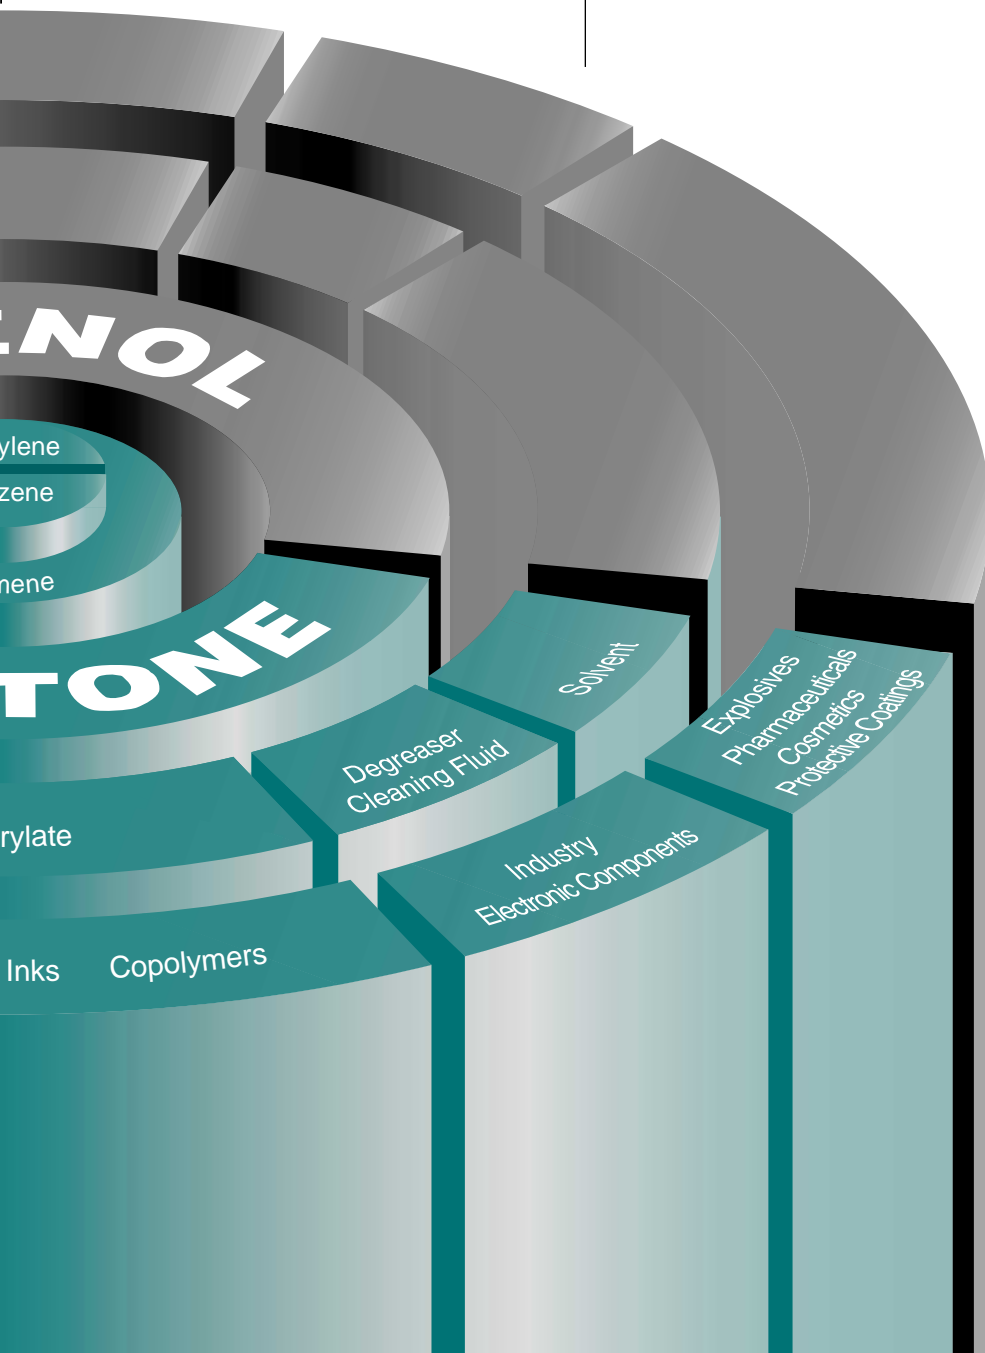 ENOL
ylene
zene
mene
TONE
Solvent
Explosives
Pharmaceuticals
Cosmetics
Protective Coatings
Degreaser
Cleaning Fluid
rylate
Industry
Electronic Components
Inks Copolymers